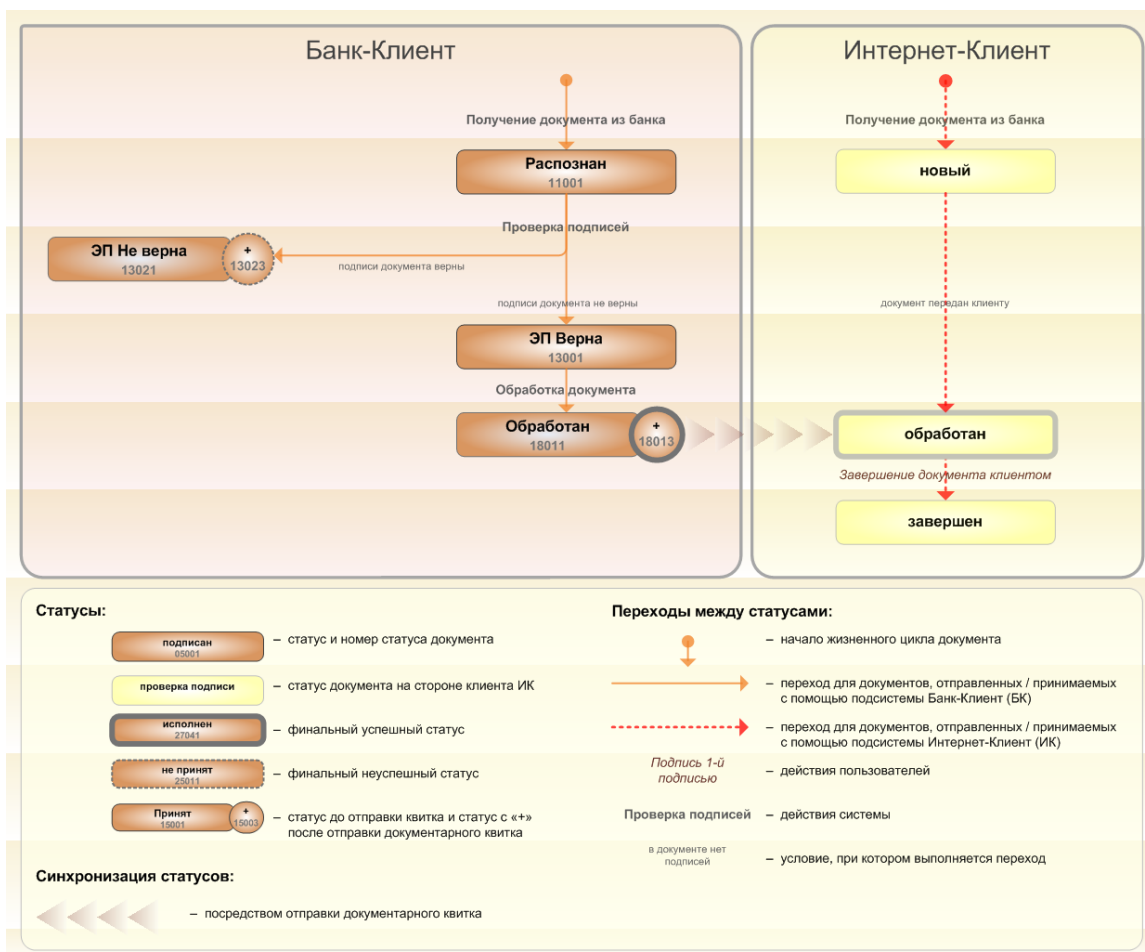 Банк-Клиент
Интернет-Клиент
Получение документа из банка
Получение документа из банка
Распознан
11001
новый
Проверка подписей
ЭП Не верна
13021
+
13023
подписи документа верны
подписи документа не верны
документ передан клиенту
ЭП Верна
13001
Обработка документа
Обработан
18011
+
18013
обработан
Завершение документа клиентом
завершен
Статусы:
подписан
05001
– статус и номер статуса документа
проверка подписи
– статус документа на стороне клиента ИК
исполнен
27041
– финальный успешный статус
не принят
25011
– финальный неуспешный статус
Принят
15001
+
15003
– статус до отправки квитка и статус с «+»
после отправки документарного квитка
Синхронизация статусов:
– посредством отправки документарного квитка
Переходы между статусами:
– начало жизненного цикла документа
– переход для документов, отправленных / принимаемых
с помощью подсистемы Банк-Клиент (БК)
– переход для документов, отправленных / принимаемых
с помощью подсистемы Интернет-Клиент (ИК)
Подпись 1-й
подписью
– действия пользователей
Проверка подписей
– действия системы
в документе нет
подписей
– условие, при котором выполняется переход